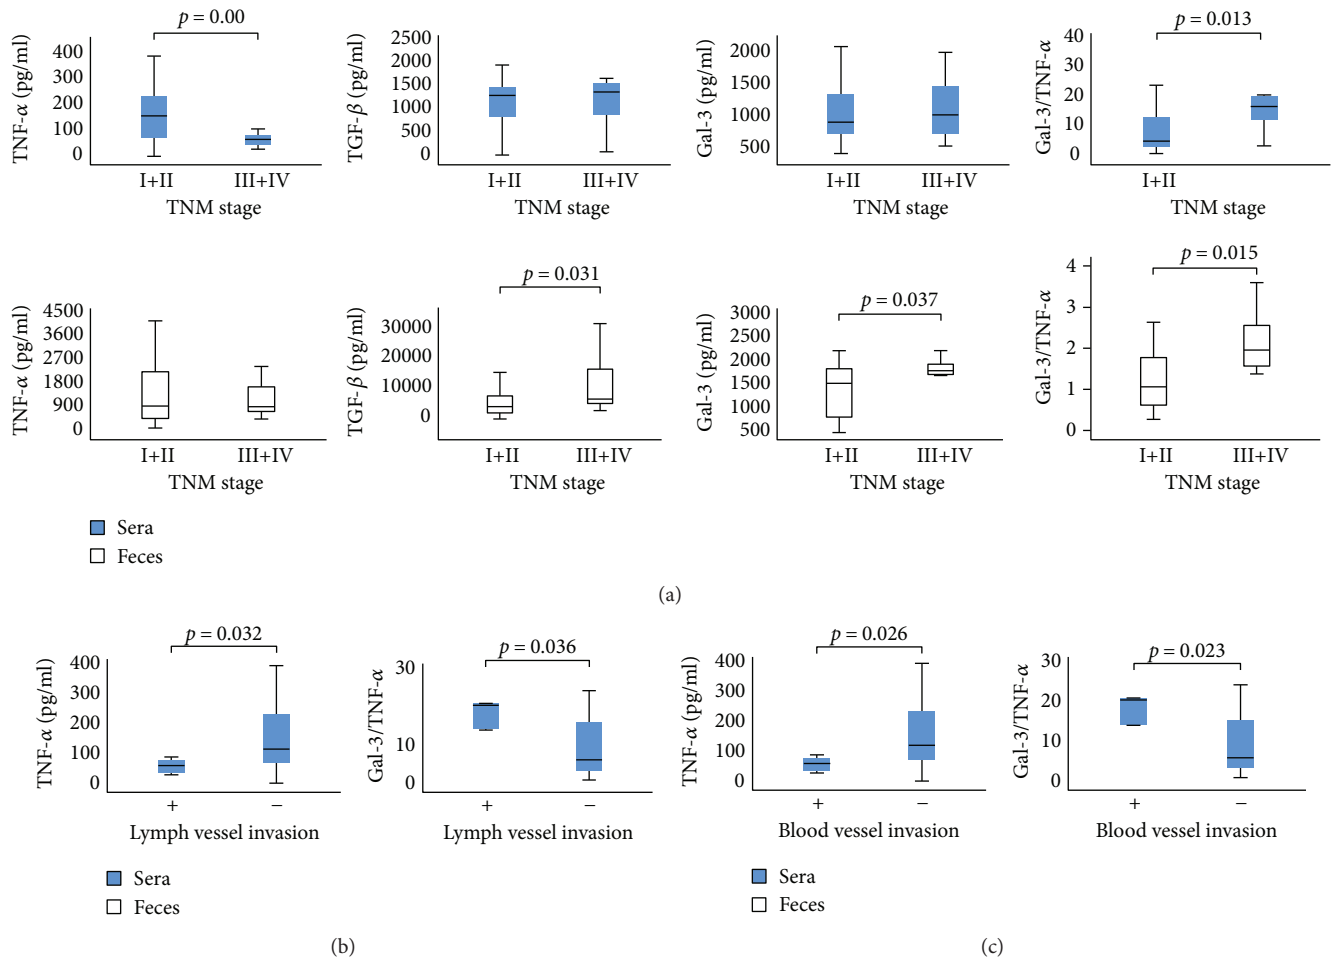 p = 0.00
TNF-α (pg/ml)
400
300
200
100
0
I+II III+IV
TNM stage
TGF-β (pg/ml)
2500
2000
1500
1000
500
0
I+II III+IV
TNM stage
Gal-3 (pg/ml)
2000
1500
1000
500
I+II III+IV
TNM stage
p = 0.013
Gal-3/TNF-α
40
30
20
10
0
I+II
TNM stage
TNF-α (pg/ml)
4500
3600
2700
1800
900
0
I+II III+IV
TNM stage
p = 0.031
TGF-β (pg/ml)
30000
20000
10000
0
I+II III+IV
TNM stage
p = 0.037
Gal-3 (pg/ml)
3000
2500
2000
1500
1000
500
I+II III+IV
TNM stage
p = 0.015
Gal-3/TNF-α
4
3
2
1
0
I+II III+IV
TNM stage
Sera
Feces
(a)
p = 0.032
TNF-α (pg/ml)
400
300
200
100
0
+ −
Lymph vessel invasion
p = 0.036
Gal-3/TNF-α
30
10
0
+ −
Lymph vessel invasion
Sera
Feces
(b)
p = 0.026
TNF-α (pg/ml)
400
300
200
100
0
+ −
Blood vessel invasion
p = 0.023
Gal-3/TNF-α
30
20
10
0
+ −
Blood vessel invasion
Sera
Feces
(c)